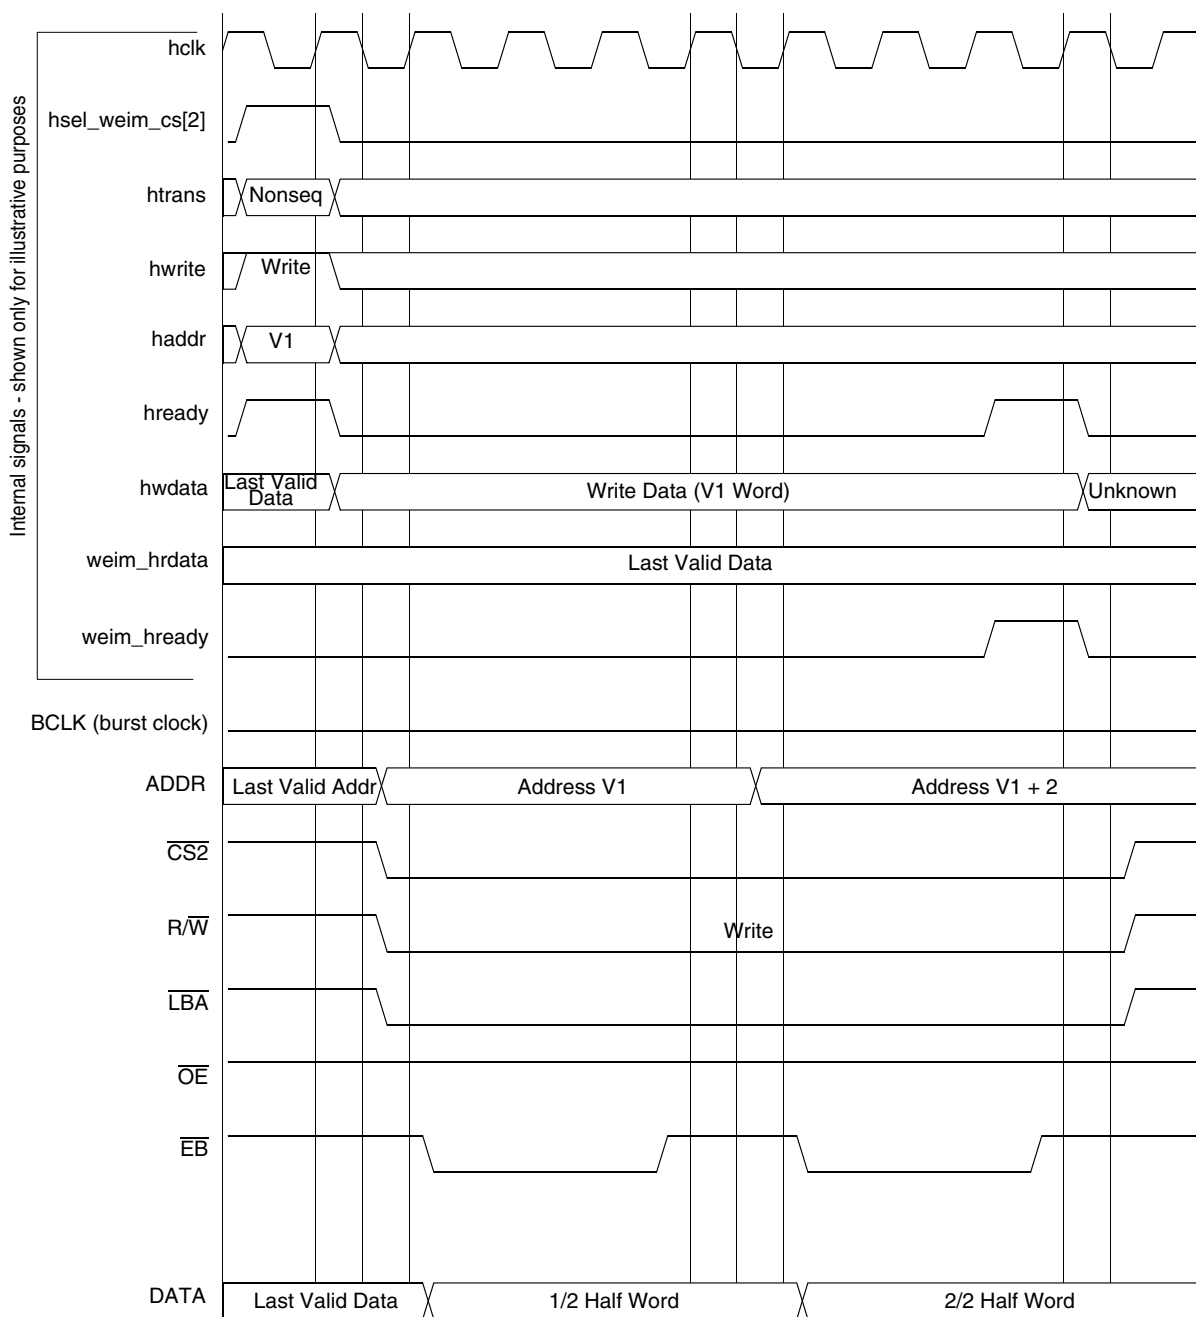 Internal signals - shown only for illustrative purposes
hclk
hsel_weim_cs[2]
htrans Nonseq
hwrite Write
haddr V1
hready
hwdata Last Valid Data Write Data (V1 Word) Unknown
weim_hrdata Last Valid Data
weim_hready
BCLK (burst clock)
ADDR Last Valid Addr Address V1 Address V1 + 2
CS2
R/W Write
LBA
OE
EB
DATA Last Valid Data 1/2 Half Word 2/2 Half Word